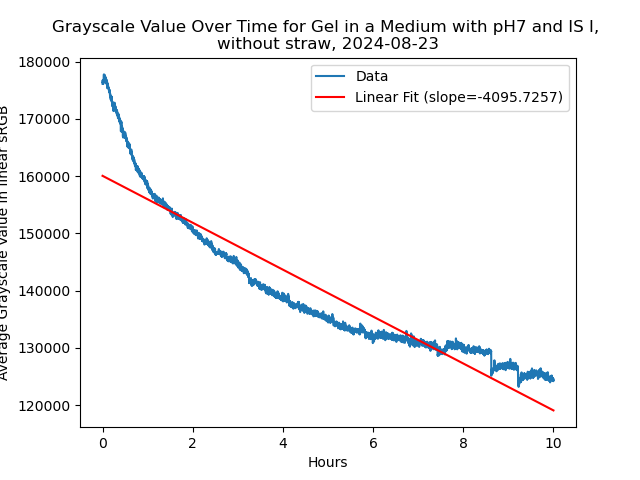 Grayscale Value Over Time for Gel in a Medium with pH7 and IS I,
without straw, 2024-08-23
Average Grayscale Value in linear sRGB
180000
170000
160000
150000
140000
130000
120000
Data
Linear Fit (slope=-4095.7257)
0
2
4
6
8
10
Hours